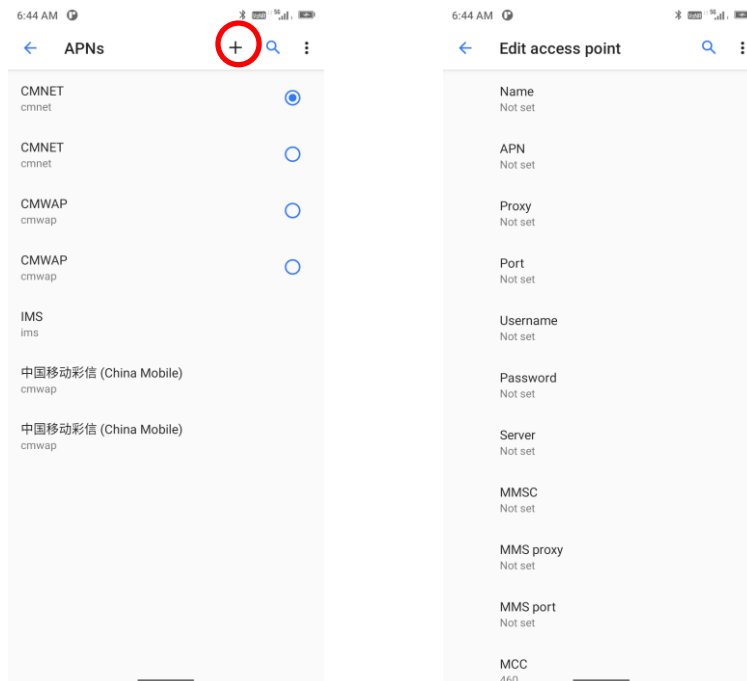 6:44 AM
APNs
CMNET
cmnet
CMNET
cmnet
CMWAP
cmwap
CMWAP
cmwap
IMS
ims
中国移动彩信 (China Mobile)
cmwap
中国移动彩信 (China Mobile)
cmwap
6:44 AM
Edit access point
Name
Not set
APN
Not set
Proxy
Not set
Port
Not set
Username
Not set
Password
Not set
Server
Not set
MMSC
Not set
MMS proxy
Not set
MMS port
Not set
MCC
460